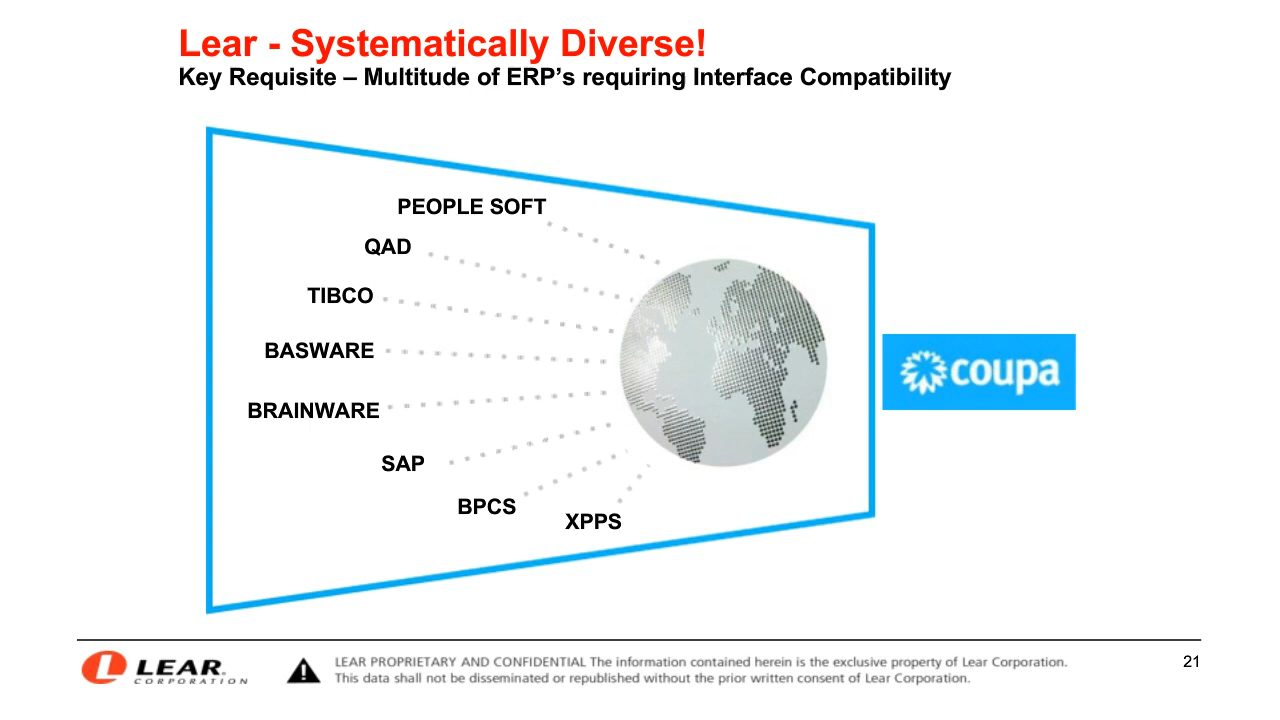 Lear - Systematically Diverse!
Key Requisite – Multitude of ERP’s requiring Interface Compatibility
PEOPLE SOFT
QAD
TIBCO
BASWARE
BRAINWARE
SAP
BPCS
XPPS
coupa
LEAR®
CORPORATION
LEAR PROPRIETARY AND CONFIDENTIAL The information contained herein is the exclusive property of Lear Corporation.
This data shall not be disseminated or republished without the prior written consent of Lear Corporation.
21